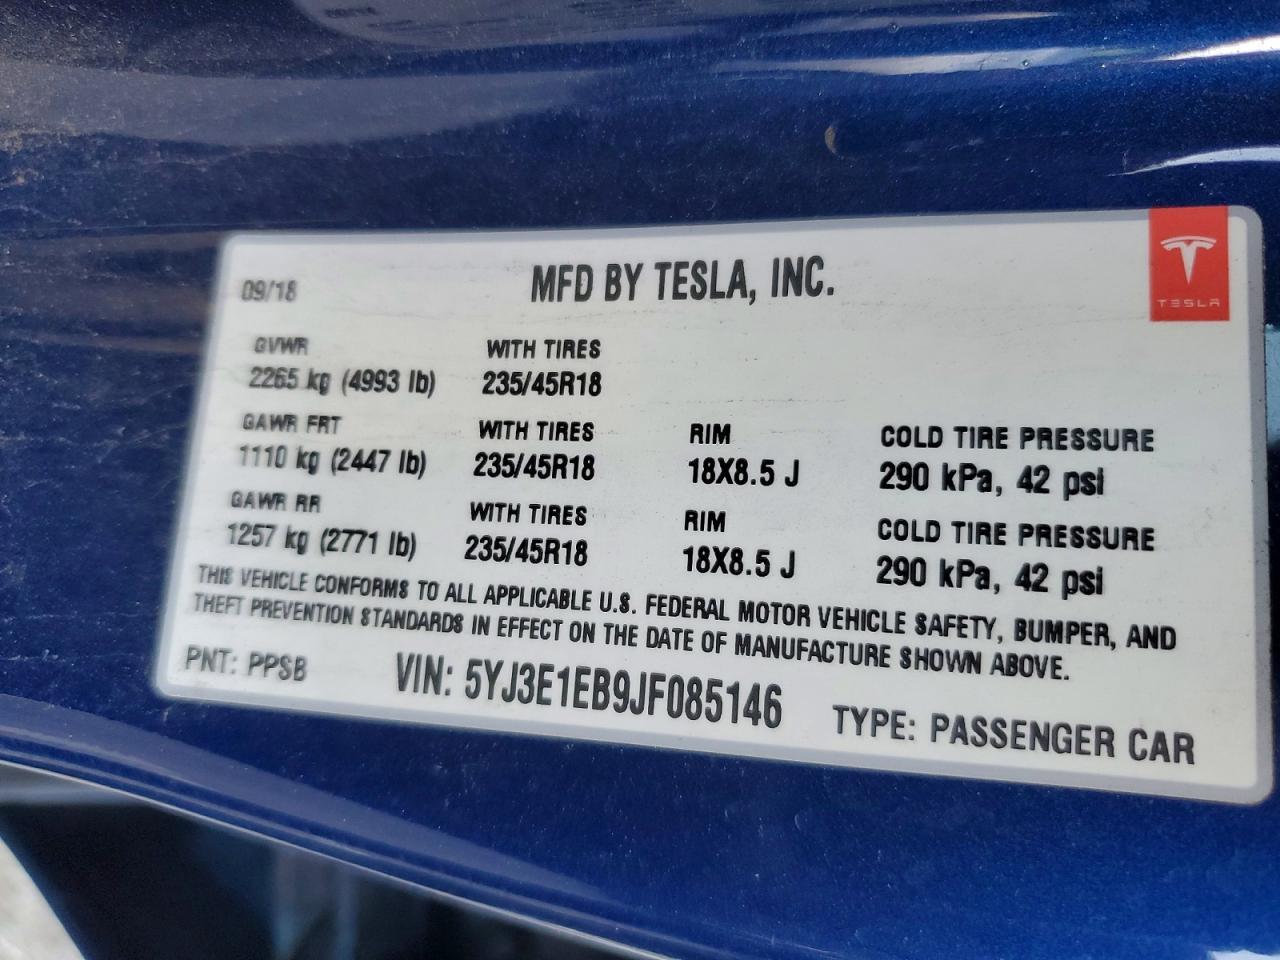 09/18 MFD BY TESLA, INC.
TESLA
GVWR WITH TIRES
2265 kg (4993 lb) 235/45R18
GAWR FRT WITH TIRES RIM COLD TIRE PRESSURE
1110 kg (2447 lb) 235/45R18 18X8.5 J 290 kPa, 42 psi
GAWR RR WITH TIRES RIM COLD TIRE PRESSURE
1257 kg (2771 lb) 235/45R18 18X8.5 J 290 kPa, 42 psi
THIS VEHICLE CONFORMS TO ALL APPLICABLE U.S. FEDERAL MOTOR VEHICLE SAFETY, BUMPER, AND
THEFT PREVENTION STANDARDS IN EFFECT ON THE DATE OF MANUFACTURE SHOWN ABOVE.
PNT: PPSB VIN: 5YJ3E1EB9JF085146 TYPE: PASSENGER CAR